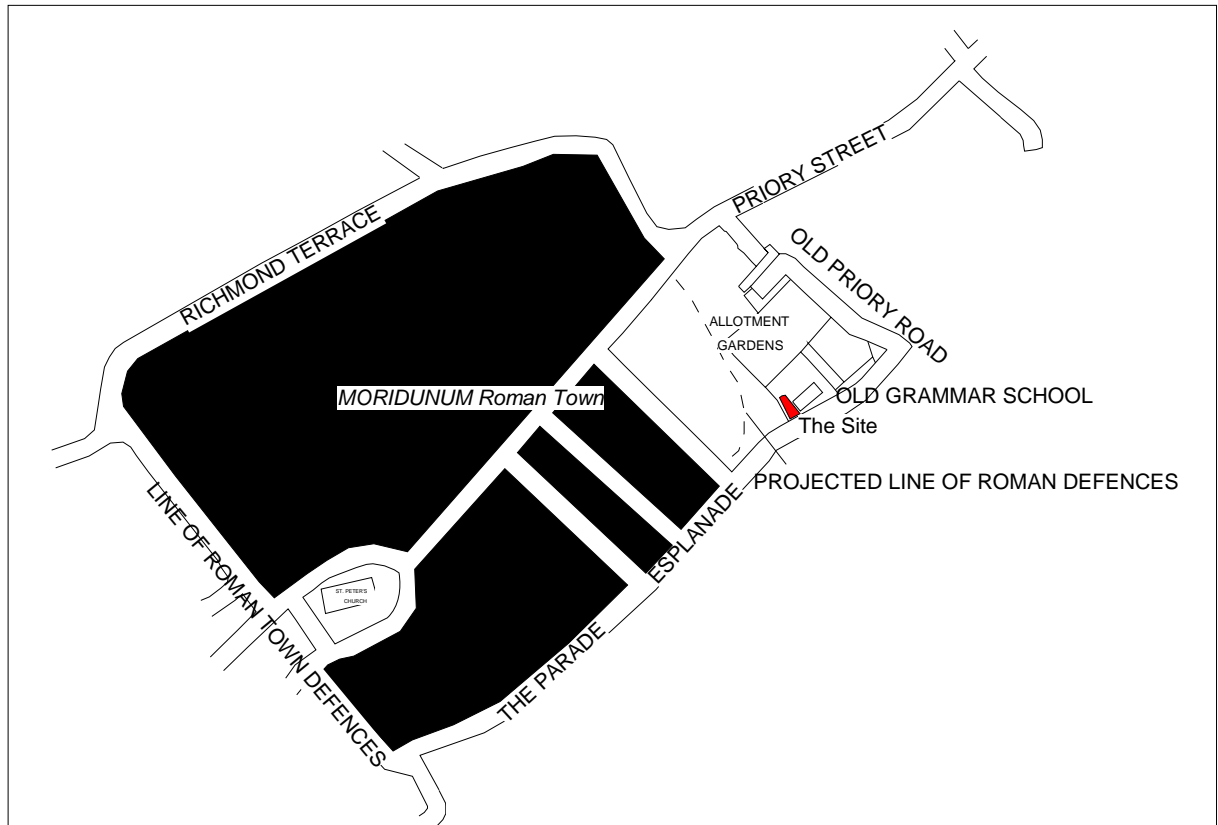 PRIORY STREET
RICHMOND TERRACE
OLD PRIORY ROAD
ALLOTMENT
GARDENS
MORIDUNUM Roman Town
OLD GRAMMAR SCHOOL
The Site
PROJECTED LINE OF ROMAN DEFENCES
LINE OF ROMAN TOWN DEFENCES
ESPLANADE
ST. PETER'S
CHURCH
THE PARADE